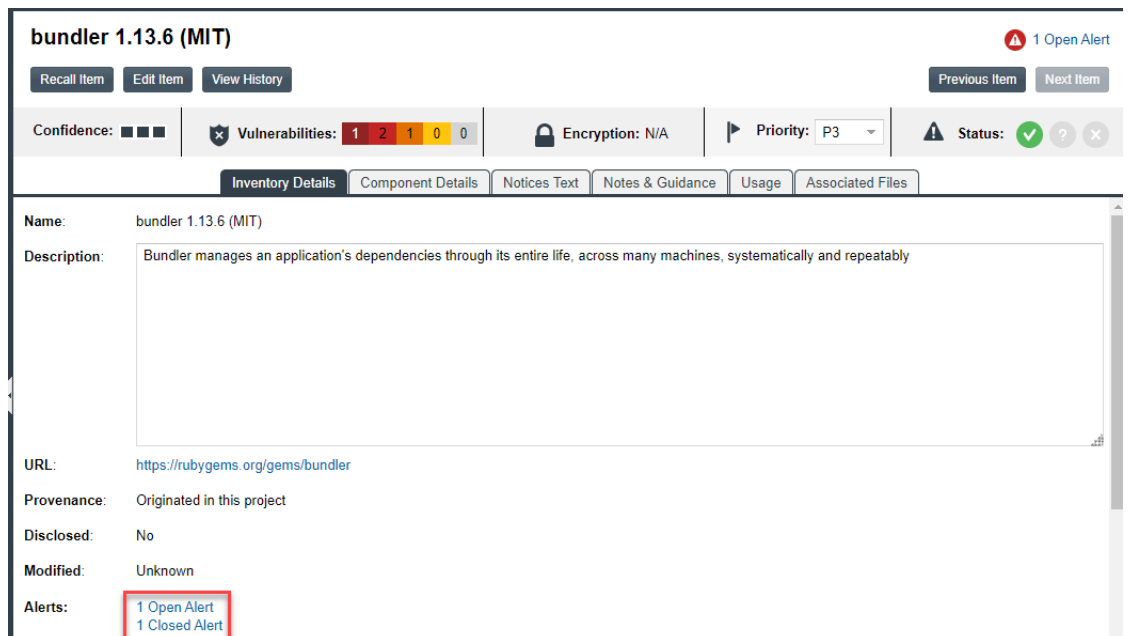 bundler 1.13.6 (MIT)
1 Open Alert
Recall Item Edit Item View History Previous Item Next Item
Confidence: Vulnerabilities: 1 2 1 0 0 Encryption: N/A Priority: P3 Status: ?
Inventory Details Component Details Notices Text Notes & Guidance Usage Associated Files
Name: bundler 1.13.6 (MIT)
Description: Bundler manages an application's dependencies through its entire life, across many machines, systematically and repeatably
URL: https://rubygems.org/gems/bundler
Provenance: Originated in this project
Disclosed: No
Modified: Unknown
Alerts: 1 Open Alert
1 Closed Alert